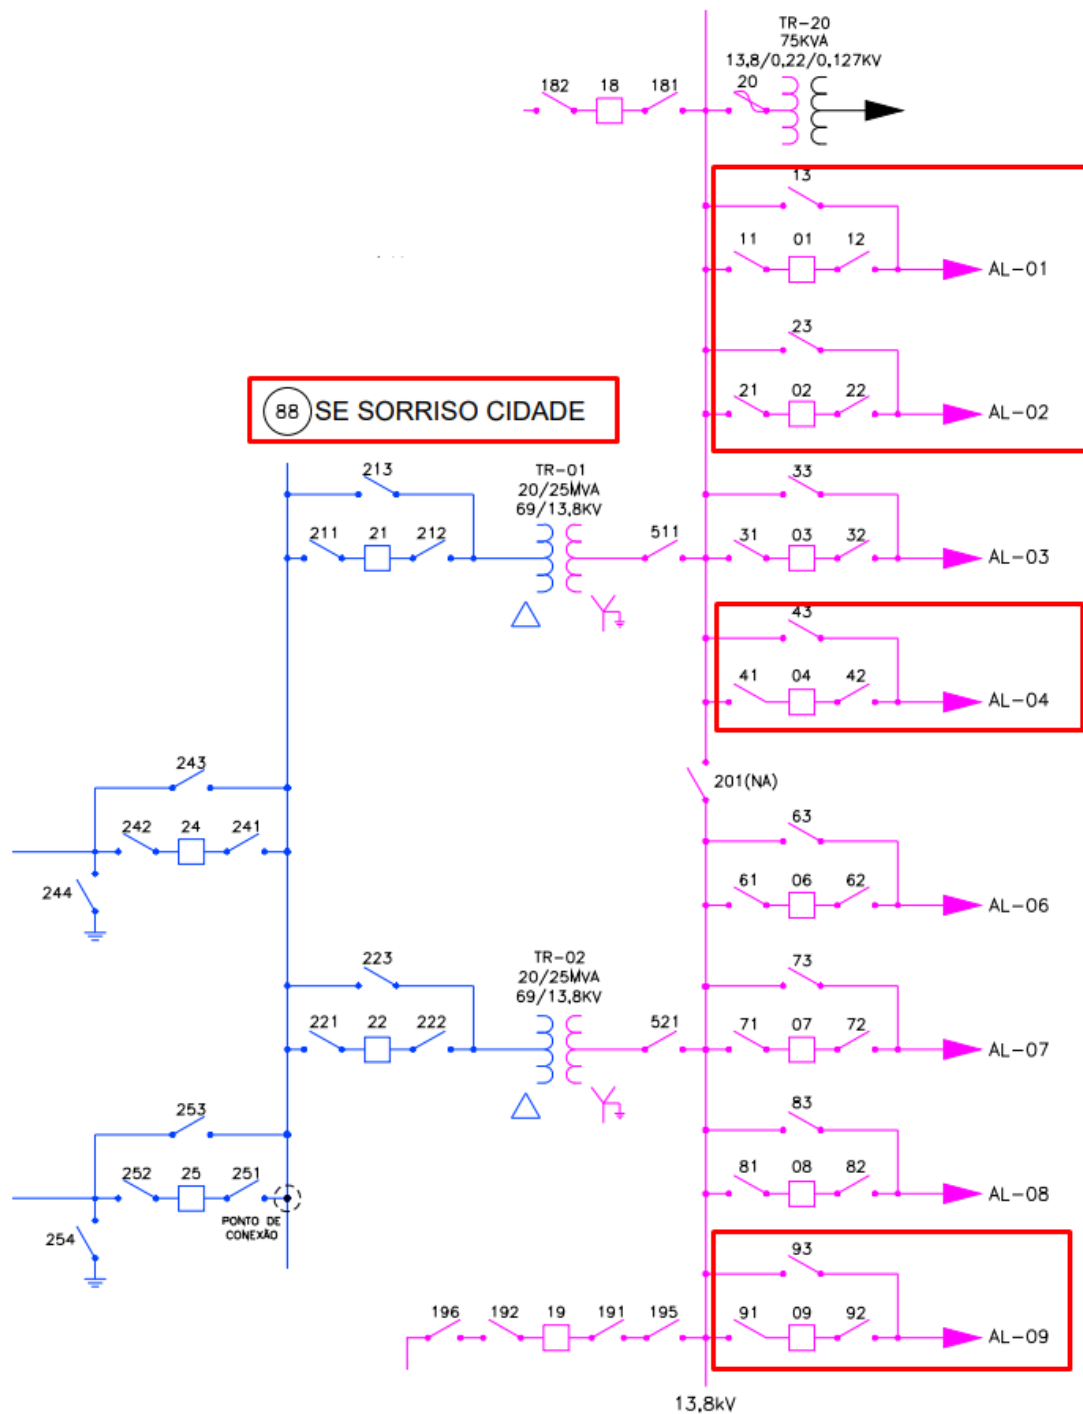 TR-20
75KVA
13,8/0,22/0,127KV
182 18 181 20
13
11 01 12
AL-01
23
21 02 22
AL-02
88 SE SORRISO CIDADE
213
TR-01
20/25MVA
69/13,8KV
33
211 21 212
511
31 03 32
AL-03
43
41 04 42
AL-04
243
201(NA)
242 24 241
63
244
61 06 62
AL-06
223
TR-02
20/25MVA
69/13,8KV
73
221 22 222
521
71 07 72
AL-07
253
83
252 25 251
81 08 82
AL-08
PONTO DE
CONEXÃO
254
93
196 192 19 191 195
91 09 92
AL-09
13,8kV